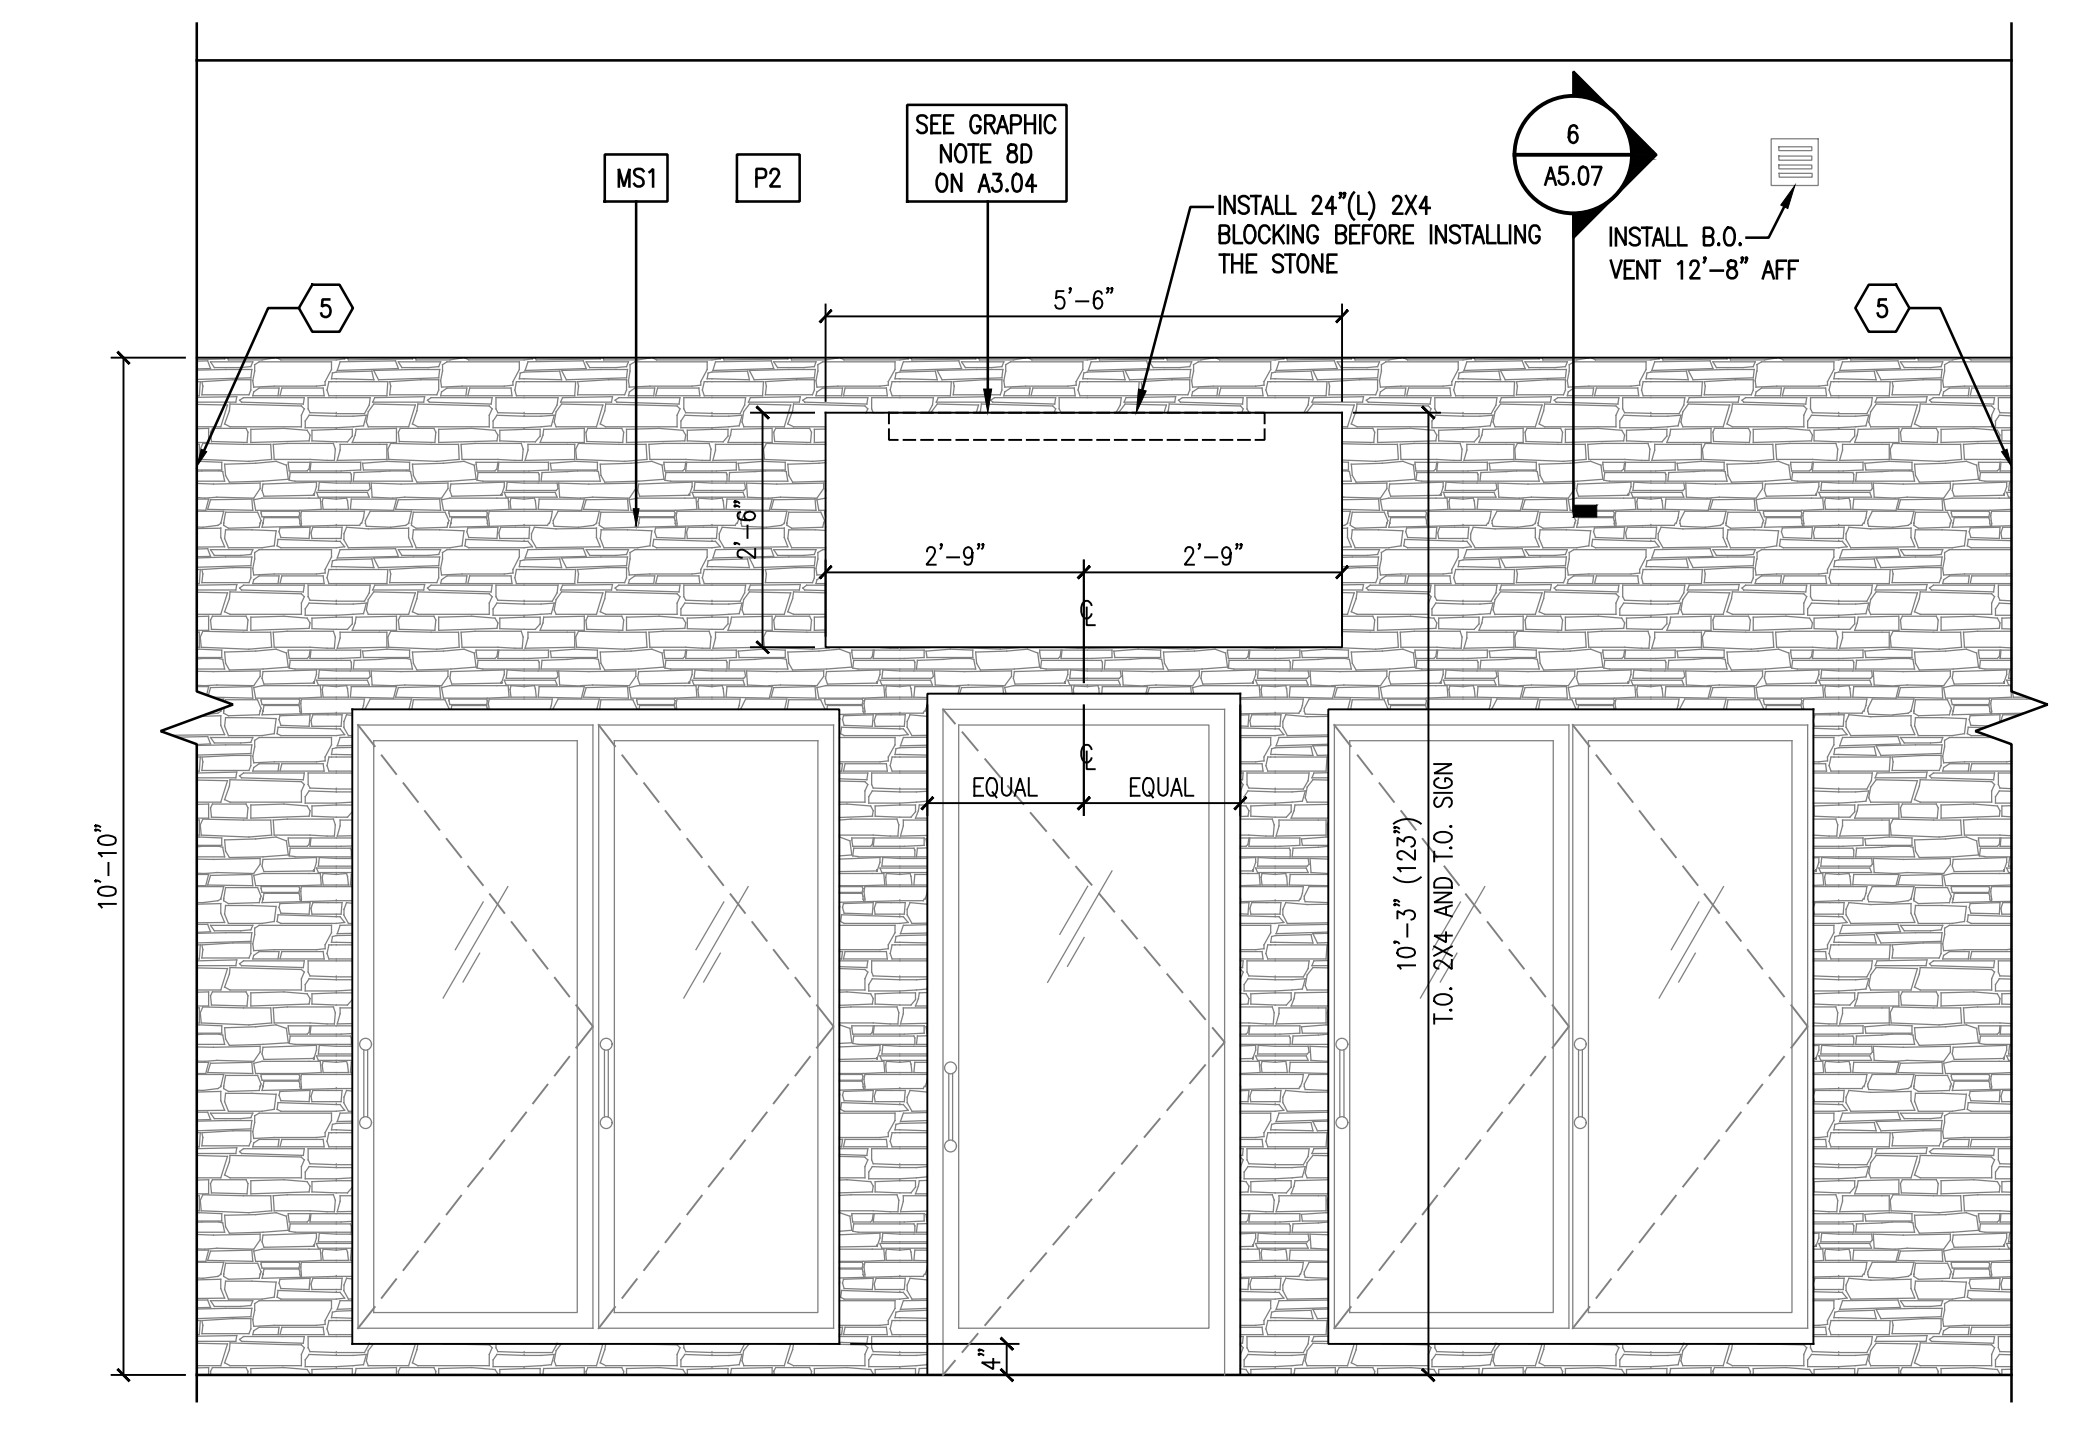 SEE GRAPHIC
NOTE 8D
ON A3.04
MS1
P2
6
A5.07
INSTALL 24"(L) 2X4
BLOCKING BEFORE INSTALLING
THE STONE
INSTALL B.O.
VENT 12'-8" AFF
5
5
5'-6"
2'-6"
2'-9"
2'-9"
℄
℄
EQUAL
EQUAL
10'-10"
10'-3" (123")
T.O. 2X4 AND T.O. SIGN
4"